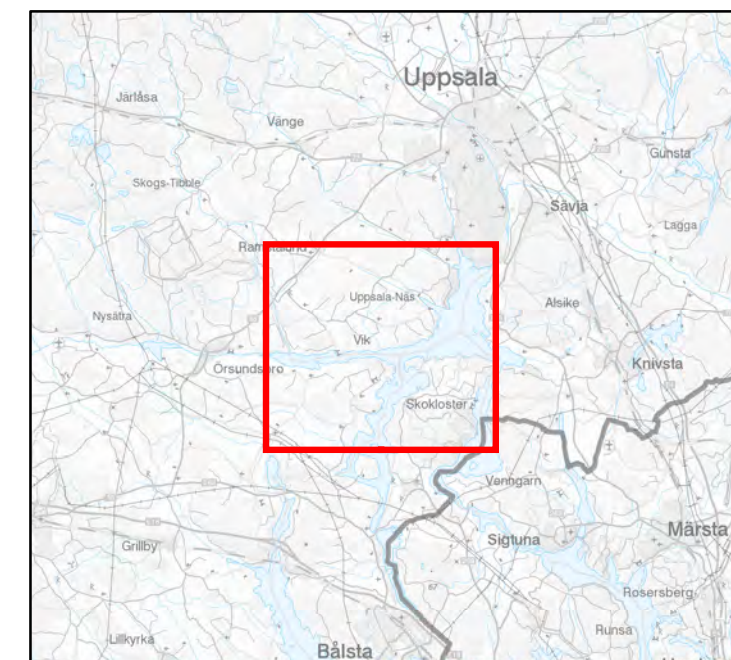 Uppsala
Järlåsa
Vänge
Gunsta
Skogs-Tibble
Sävja
Lagga
Uppsala-Näs
Alsike
Nysätra
Vik
Knivsta
Örsundsbro
Skokloster
Venngarn
Märsta
Sigtuna
Grillby
67
Rosersberg
Runsa
Lillkyrka
Bålsta